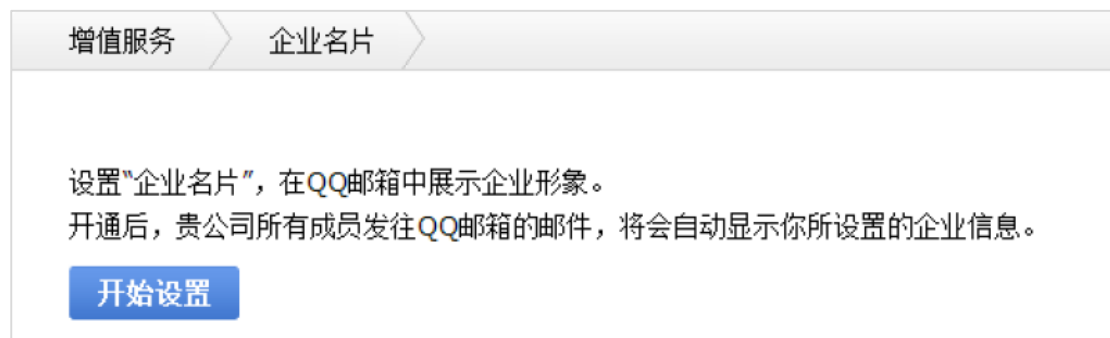 增值服务 企业名片
设置“企业名片”，在QQ邮箱中展示企业形象。
开通后，贵公司所有成员发往QQ邮箱的邮件，将会自动显示你所设置的企业信息。
开始设置